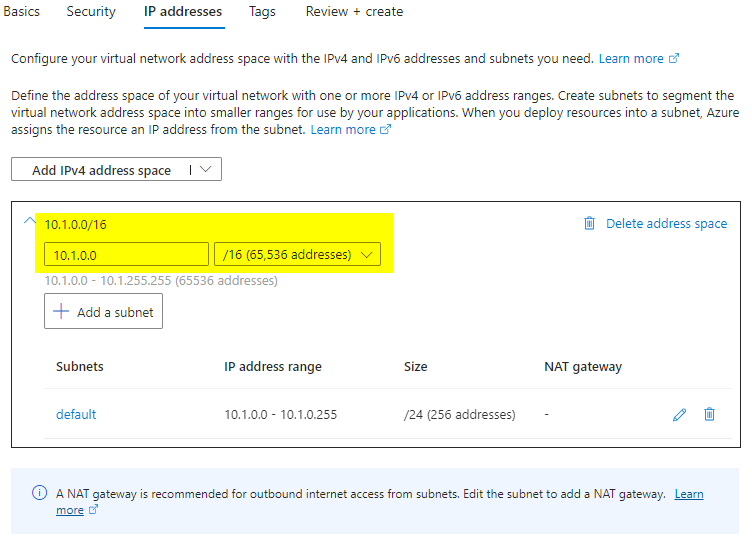 Basics Security IP addresses Tags Review + create
Configure your virtual network address space with the IPv4 and IPv6 addresses and subnets you need. Learn more
Define the address space of your virtual network with one or more IPv4 or IPv6 address ranges. Create subnets to segment the
virtual network address space into smaller ranges for use by your applications. When you deploy resources into a subnet, Azure
assigns the resource an IP address from the subnet. Learn more
Add IPv4 address space |
10.1.0.0/16
Delete address space
10.1.0.0 /16 (65,536 addresses)
10.1.0.0 - 10.1.255.255 (65536 addresses)
+ Add a subnet
Subnets IP address range Size NAT gateway
default 10.1.0.0 - 10.1.0.255 /24 (256 addresses) -
A NAT gateway is recommended for outbound internet access from subnets. Edit the subnet to add a NAT gateway. Learn
more